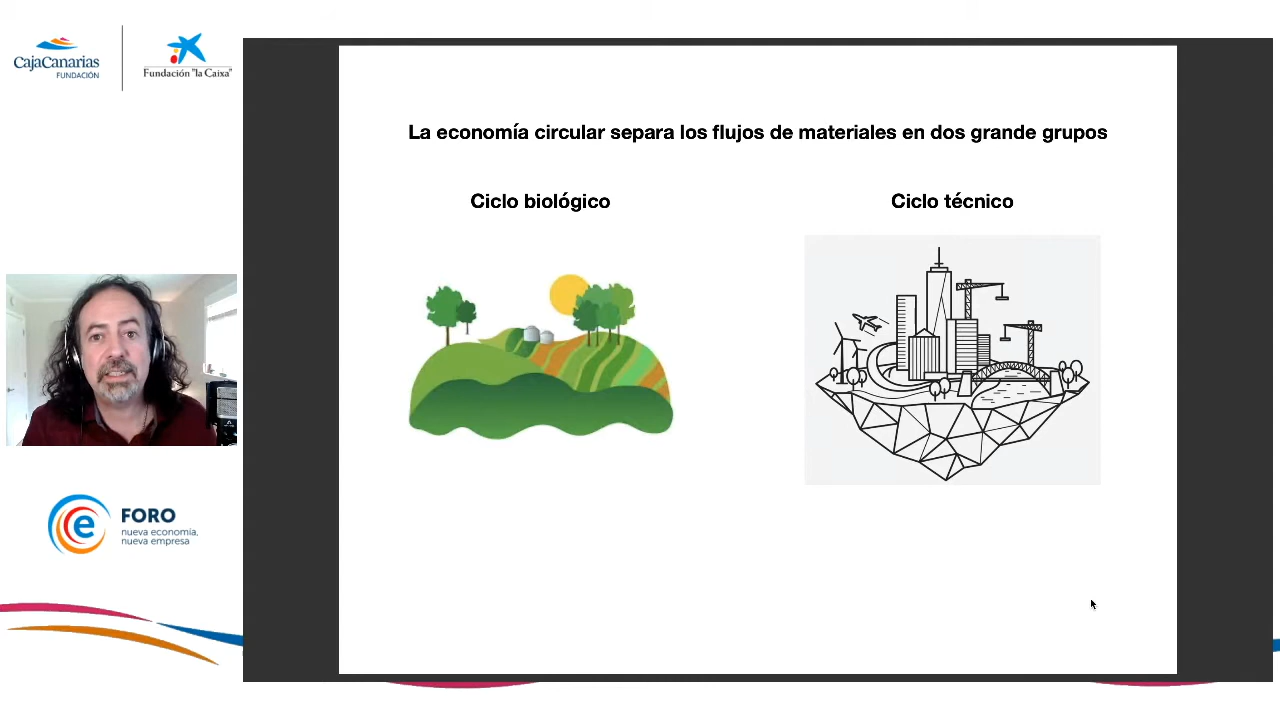 CajaCanarias
FUNDACIÓN
Fundación "la Caixa"
La economía circular separa los flujos de materiales en dos grande grupos
Ciclo biológico
Ciclo técnico
e
FORO
nueva economía,
nueva empresa